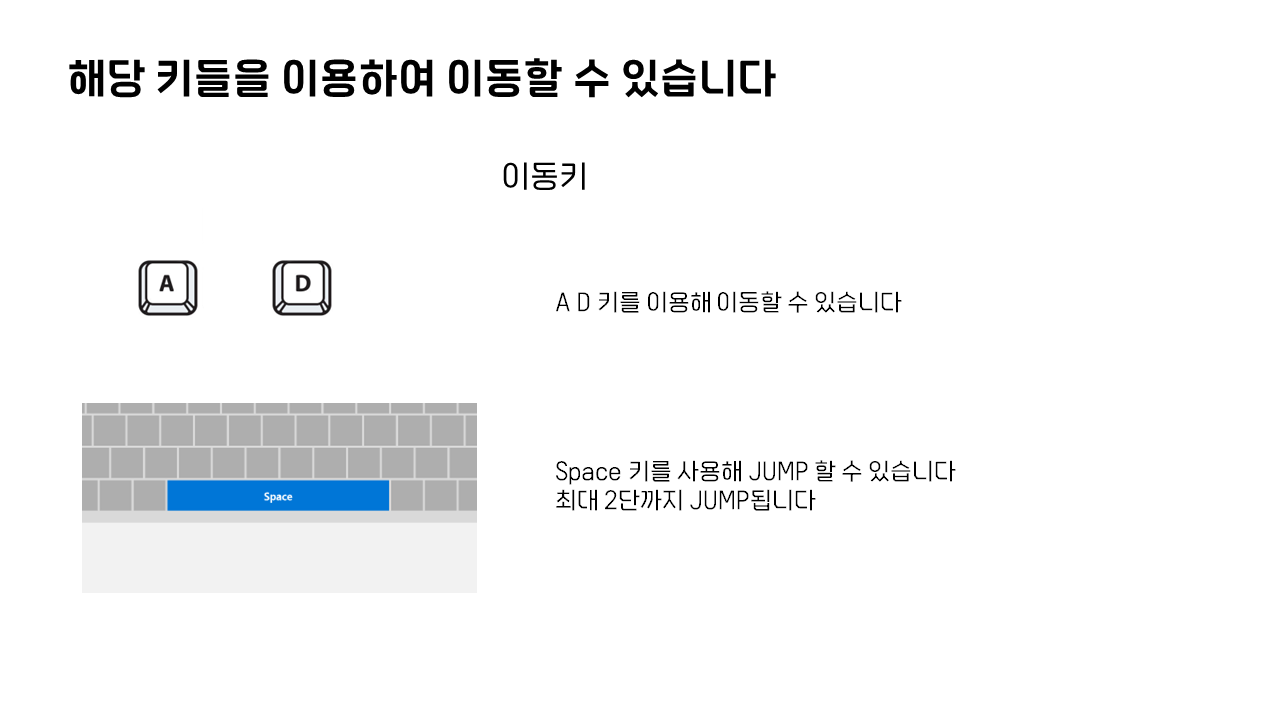 해당 키들을 이용하여 이동할 수 있습니다
이동키
A
D
A D 키를 이용해 이동할 수 있습니다
Space
Space 키를 사용해 JUMP 할 수 있습니다
최대 2단까지 JUMP됩니다